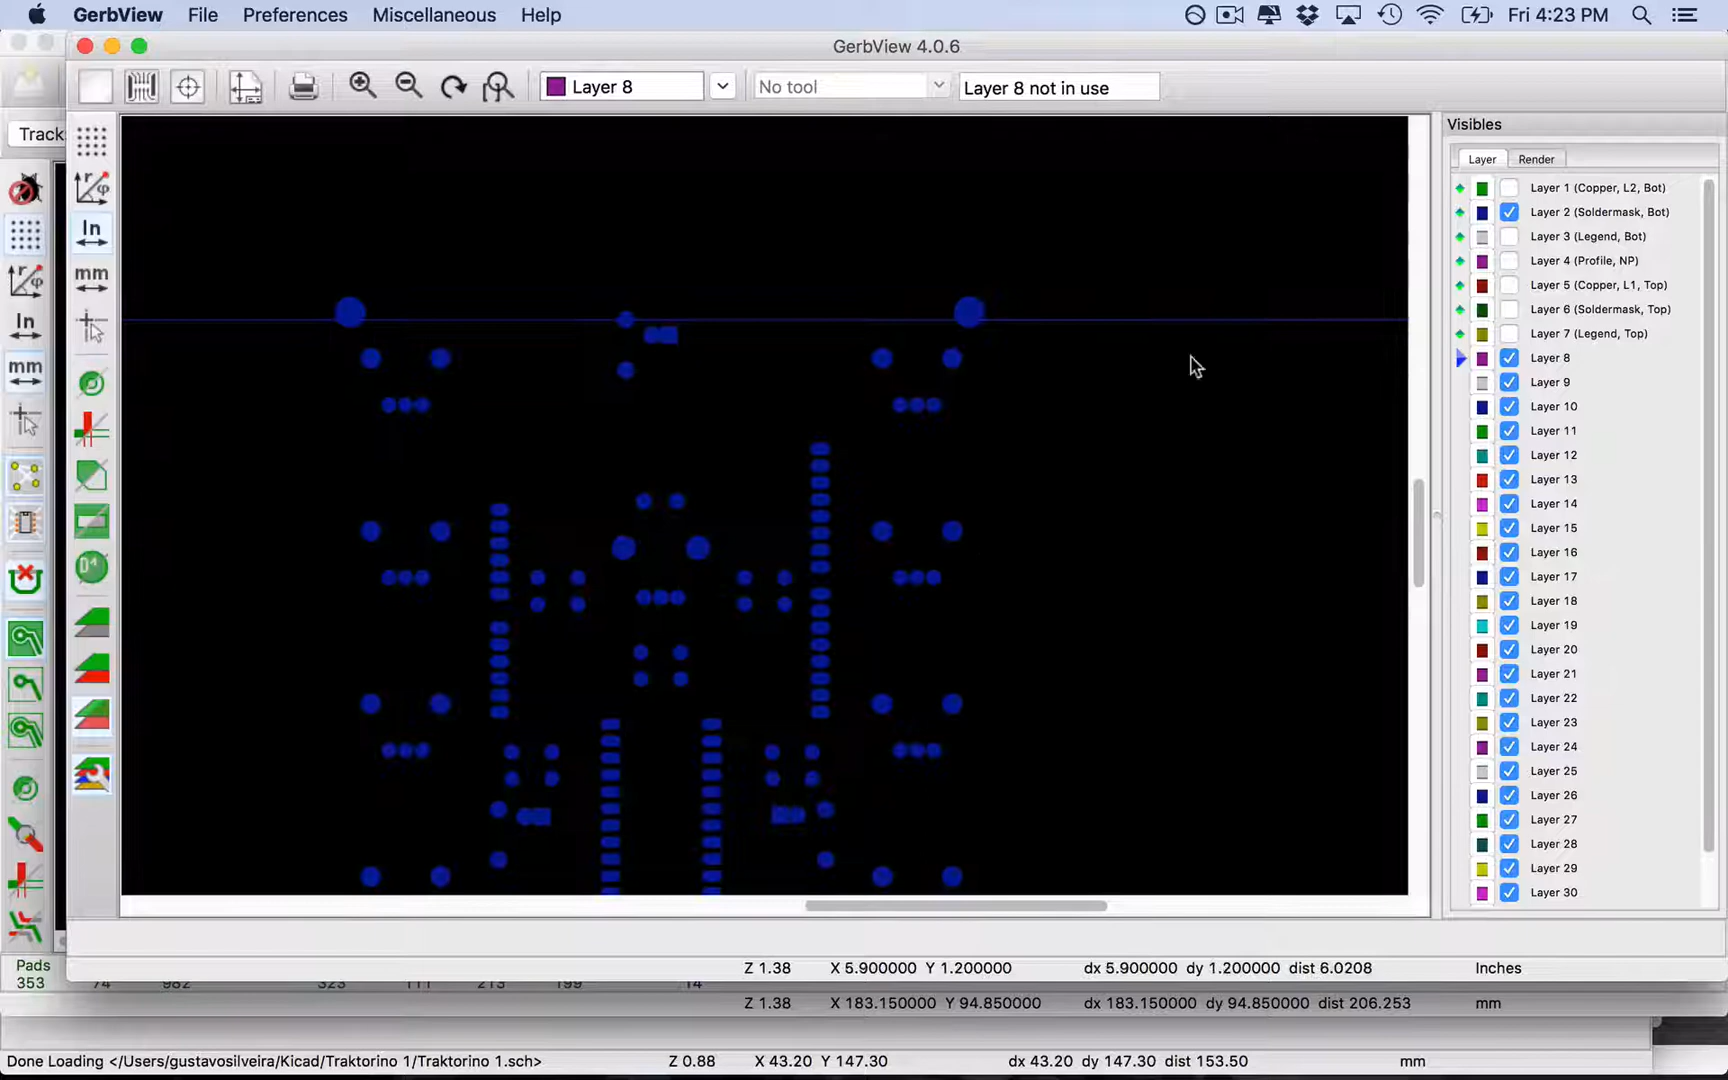 GerbView File Preferences Miscellaneous Help Fri 4:23 PM
GerbView 4.0.6
Layer 8 No tool Layer 8 not in use
Track
In
mm
In
mm
Visibles
Layer Render
Layer 1 (Copper, L2, Bot)
Layer 2 (Soldermask, Bot)
Layer 3 (Legend, Bot)
Layer 4 (Profile, NP)
Layer 5 (Copper, L1, Top)
Layer 6 (Soldermask, Top)
Layer 7 (Legend, Top)
Layer 8
Layer 9
Layer 10
Layer 11
Layer 12
Layer 13
Layer 14
Layer 15
Layer 16
Layer 17
Layer 18
Layer 19
Layer 20
Layer 21
Layer 22
Layer 23
Layer 24
Layer 25
Layer 26
Layer 27
Layer 28
Layer 29
Layer 30
Z 1.38 X 5.900000 Y 1.200000 dx 5.900000 dy 1.200000 dist 6.0208 Inches
Pads
353 74 982 323 111 213 199 14
Z 1.38 X 183.150000 Y 94.850000 dx 183.150000 dy 94.850000 dist 206.253 mm
Done Loading </Users/gustavosilveira/Kicad/Traktorino 1/Traktorino 1.sch> Z 0.88 X 43.20 Y 147.30 dx 43.20 dy 147.30 dist 153.50 mm